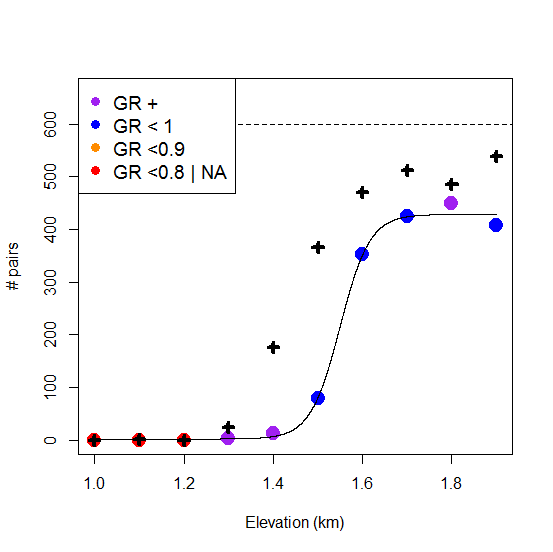 GR +
GR < 1
GR <0.9
GR <0.8 | NA
# pairs
600
500
400
300
200
100
0
1.0 1.2 1.4 1.6 1.8
Elevation (km)